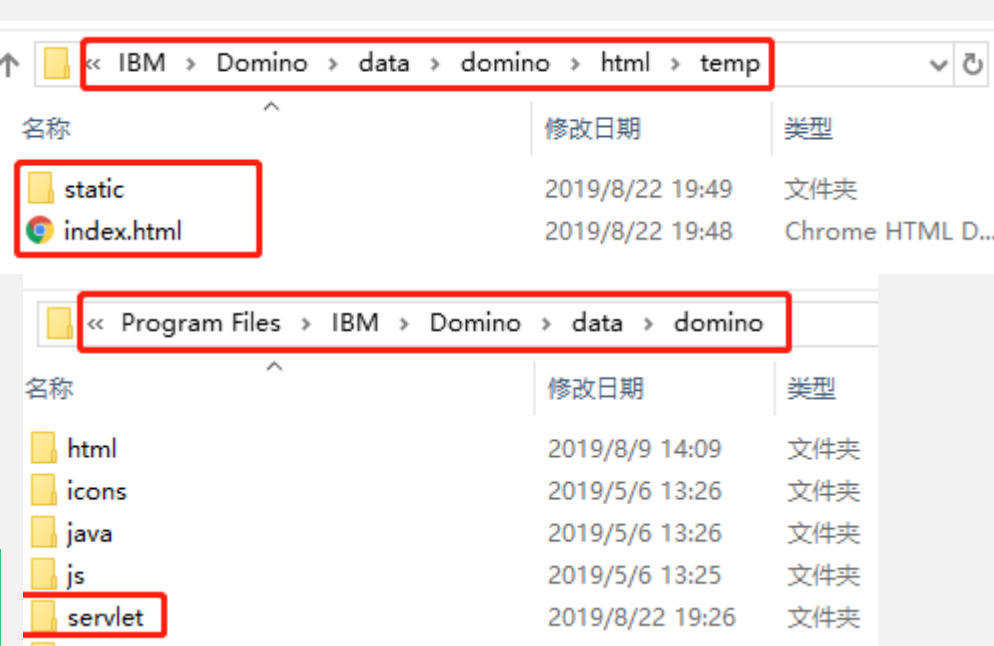 « IBM › Domino › data › domino › html › temp
名称 修改日期 类型
static 2019/8/22 19:49 文件夹
index.html 2019/8/22 19:48 Chrome HTML D...
« Program Files › IBM › Domino › data › domino
名称 修改日期 类型
html 2019/8/9 14:09 文件夹
icons 2019/5/6 13:26 文件夹
java 2019/5/6 13:26 文件夹
js 2019/5/6 13:25 文件夹
servlet 2019/8/22 19:26 文件夹